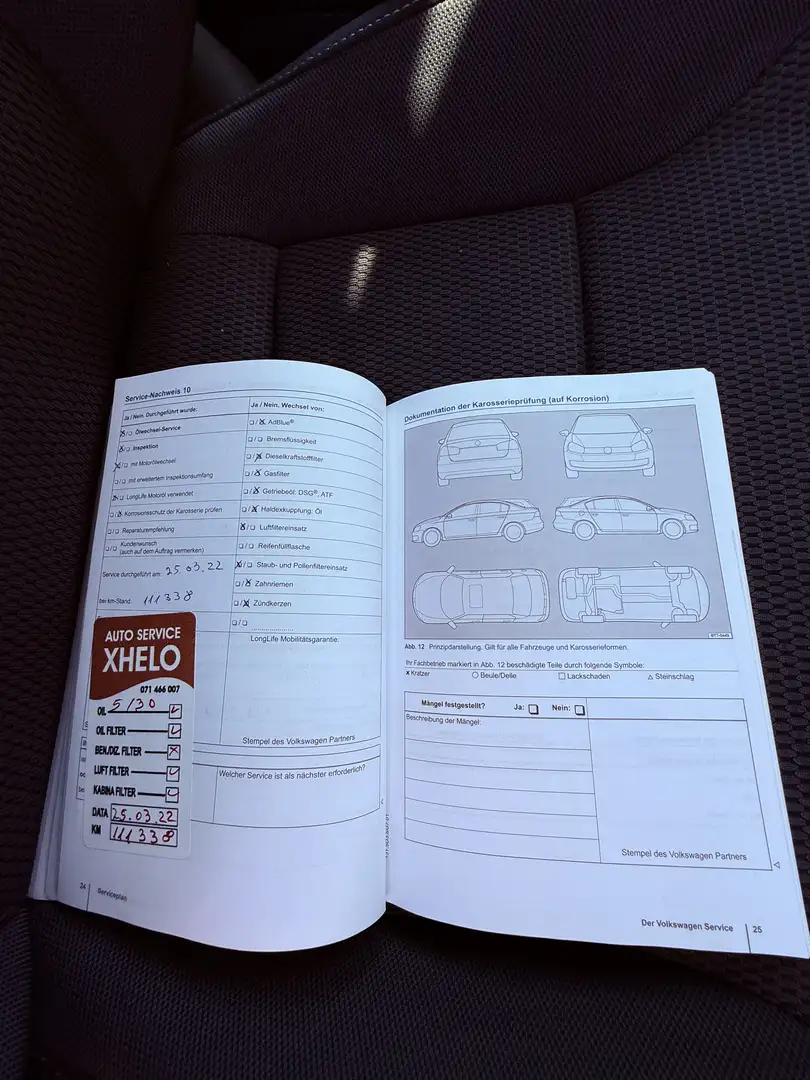 Service-Nachweis 10
Ja / Nein. Durchgeführt wurde:
Ölwechsel-Service
Inspektion
mit Motorölwechsel
mit erweitertem Inspektionsumfang
LongLife Motoröl verwendet
Korrosionsschutz der Karosserie prüfen
Reparaturempfehlung
Kundenwunsch
(auch auf dem Auftrag vermerken)
Service durchgeführt am: 25.03.22
bei km-Stand: 111338
Ja / Nein. Wechsel von:
AdBlue®
Bremsflüssigkeit
Dieselkraftstofffilter
Gasfilter
Getriebeöl: DSG®, ATF
Haldexkupplung: Öl
Luftfiltereinsatz
Reifenfüllflasche
Staub- und Pollenfiltereinsatz
Zahnriemen
Zündkerzen
LongLife Mobilitätsgarantie:
Stempel des Volkswagen Partners
Welcher Service ist als nächster erforderlich?
AUTO SERVICE
XHELO
071 466 007
OIL 5/30
OIL FILTER
BEN./DIZ. FILTER
LUFT FILTER
KABINA FILTER
DATA 25.03.22
KM 111338
24 Serviceplan
Dokumentation der Karosserieprüfung (auf Korrosion)
Abb. 12 Prinzipdarstellung. Gilt für alle Fahrzeuge und Karosserieformen.
Ihr Fachbetrieb markiert in Abb. 12 beschädigte Teile durch folgende Symbole:
x Kratzer ○ Beule/Delle □ Lackschaden △ Steinschlag
Mängel festgestellt? Ja: Nein:
Beschreibung der Mängel:
Stempel des Volkswagen Partners
Der Volkswagen Service 25